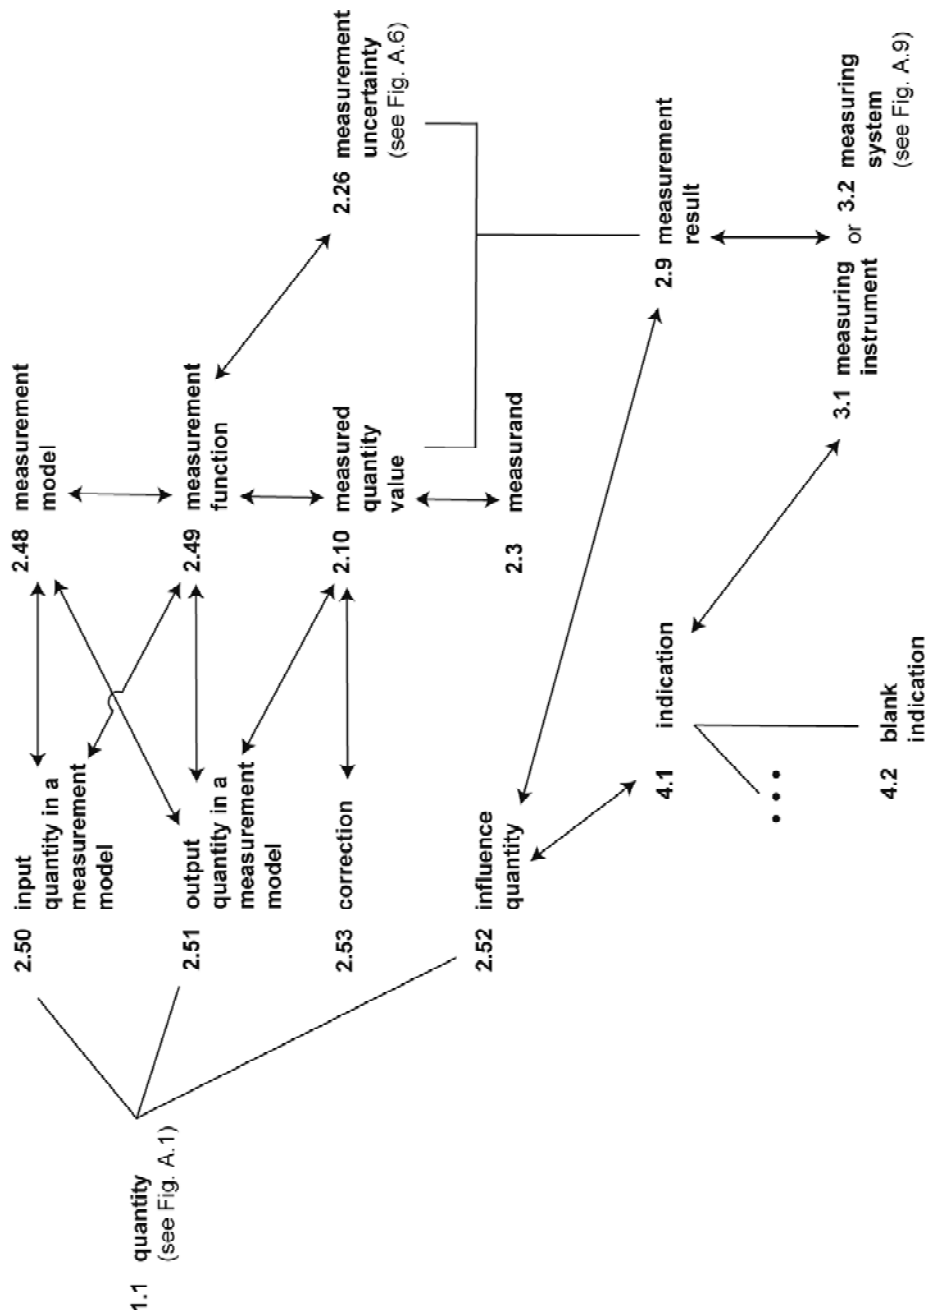 1.1 quantity
(see Fig. A.1)
2.50 input
quantity in a
measurement
model
2.51 output
quantity in a
measurement
model
2.53 correction
2.52 influence
quantity
2.48 measurement
model
2.49 measurement
function
2.10 measured
quantity
value
2.3 measurand
4.1 indication
4.2 blank
indication
2.26 measurement
uncertainty
(see Fig. A.6)
2.9 measurement
result
3.1 measuring or 3.2 measuring
instrument system
(see Fig. A.9)